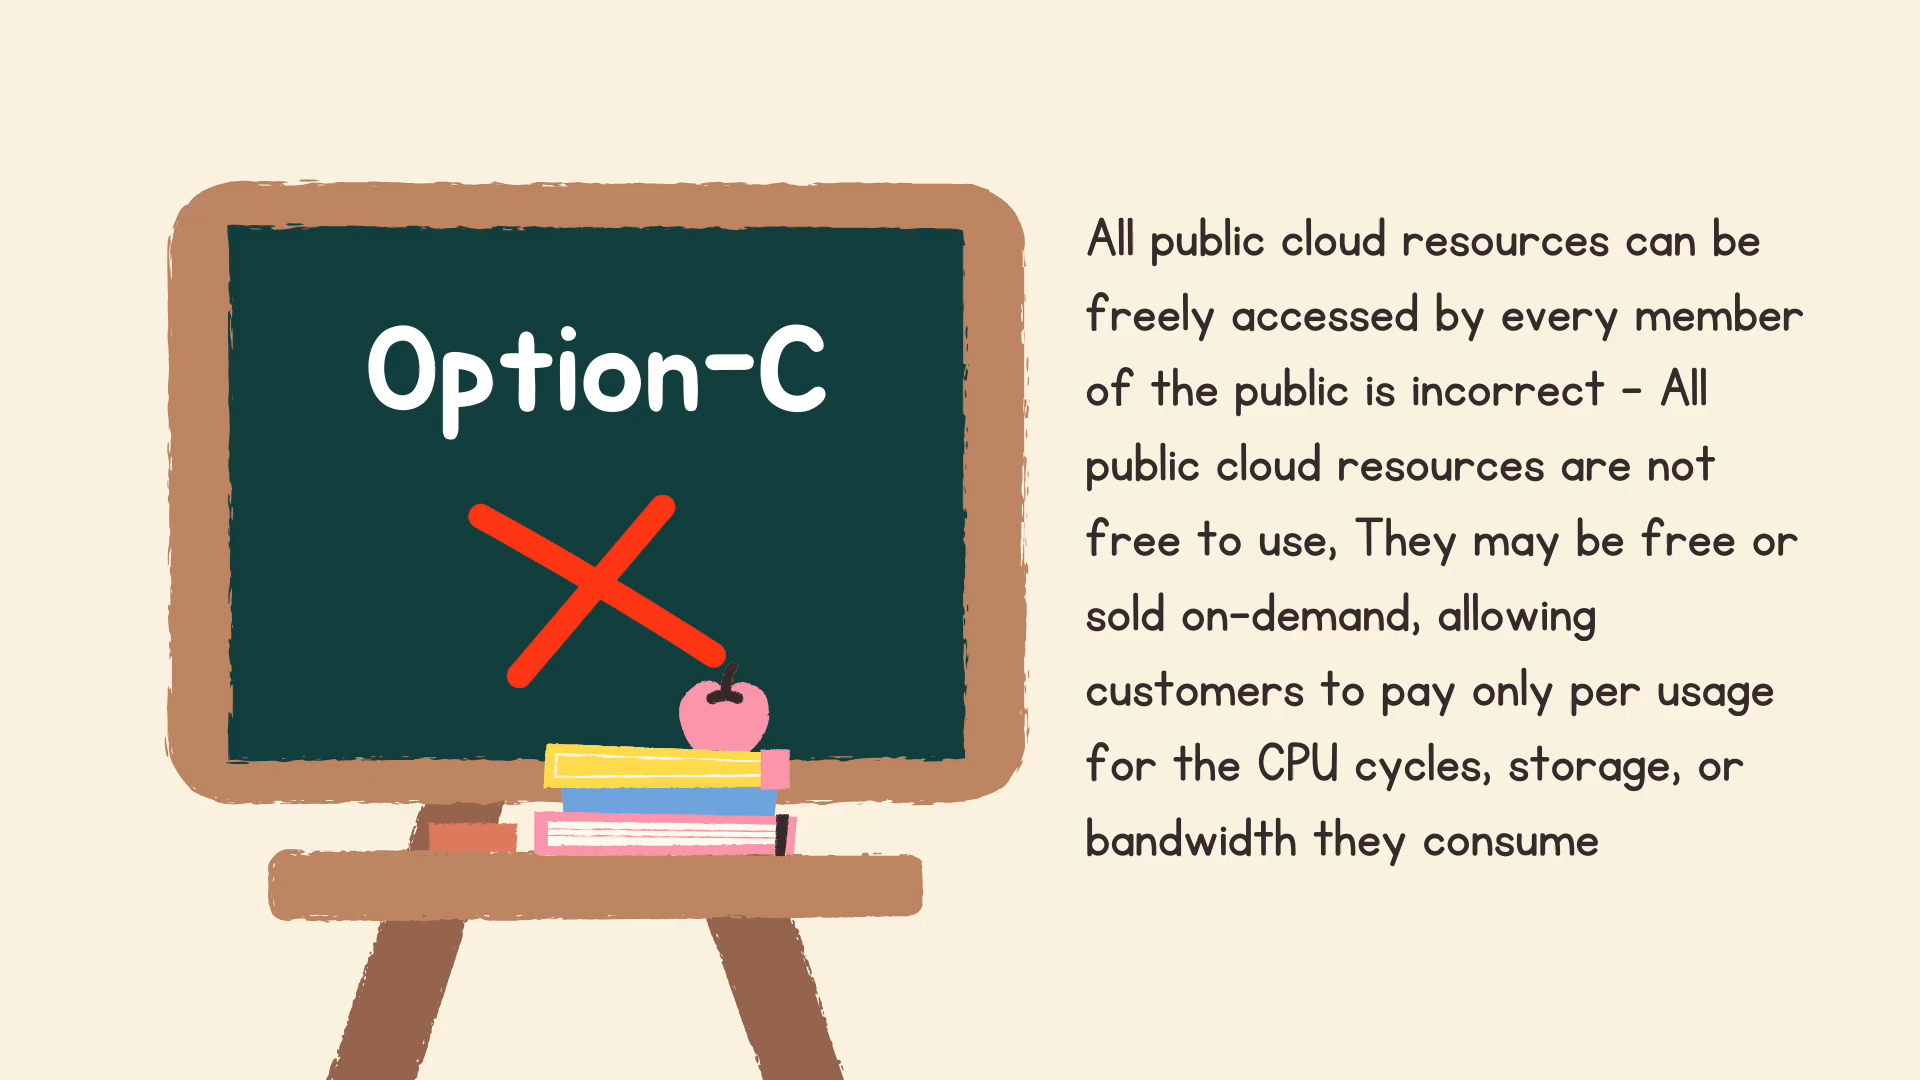 Option-C
All public cloud resources can be
freely accessed by every member
of the public is incorrect - All
public cloud resources are not
free to use, They may be free or
sold on-demand, allowing
customers to pay only per usage
for the CPU cycles, storage, or
bandwidth they consume